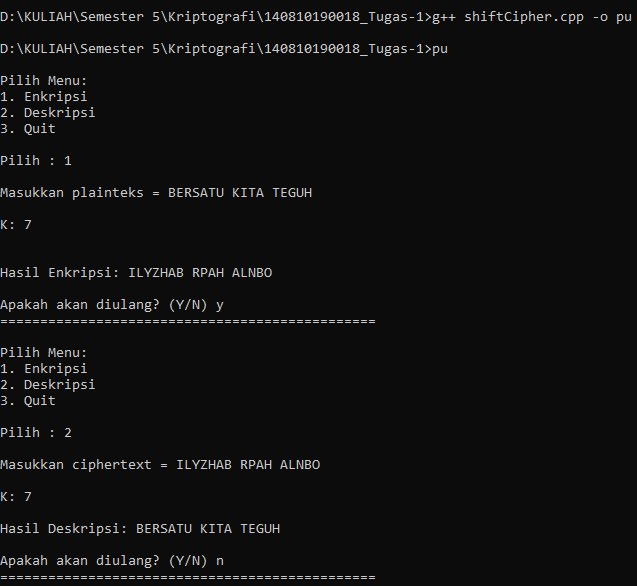 D:\KULIAH\Semester 5\Kriptografi\140810190018_Tugas-1>g++ shiftCipher.cpp -o pu
D:\KULIAH\Semester 5\Kriptografi\140810190018_Tugas-1>pu
Pilih Menu:
1. Enkripsi
2. Deskripsi
3. Quit
Pilih : 1
Masukkan plainteks = BERSATU KITA TEGUH
K: 7
Hasil Enkripsi: ILYZHAB RPAH ALNBO
Apakah akan diulang? (Y/N) y
===============================================
Pilih Menu:
1. Enkripsi
2. Deskripsi
3. Quit
Pilih : 2
Masukkan ciphertext = ILYZHAB RPAH ALNBO
K: 7
Hasil Deskripsi: BERSATU KITA TEGUH
Apakah akan diulang? (Y/N) n
===============================================